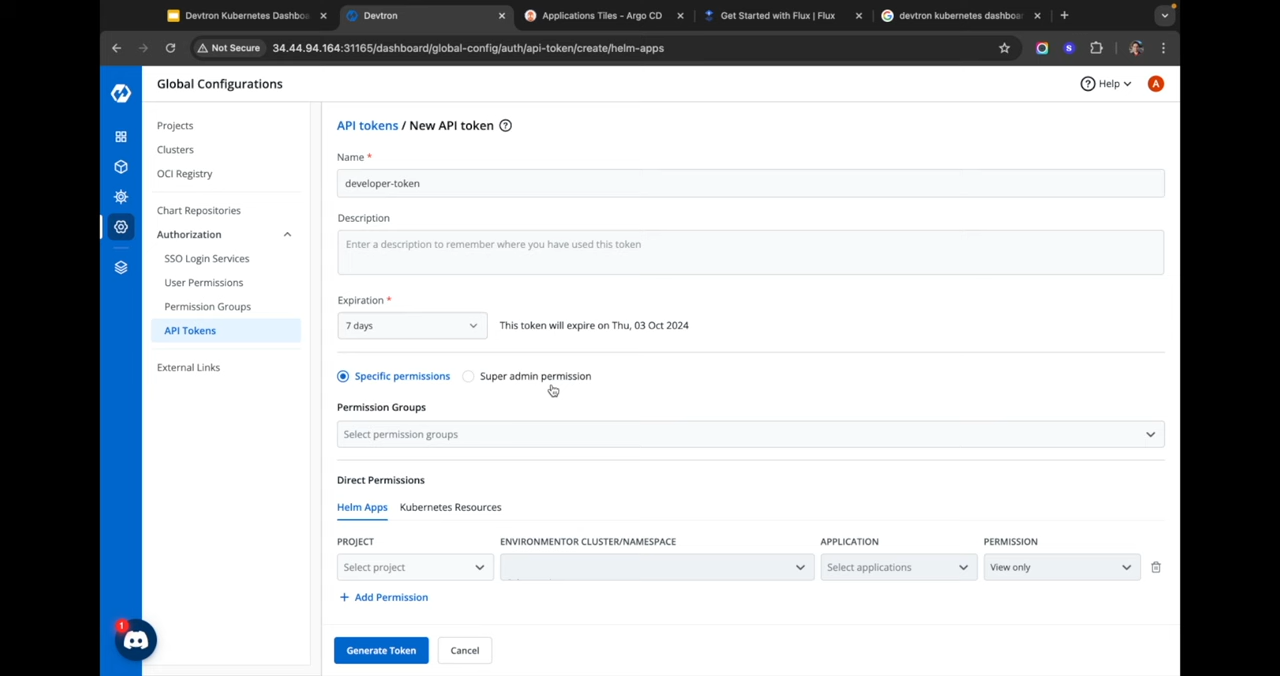 Devtron Kubernetes Dashboa
Devtron
Applications Tiles - Argo CD
Get Started with Flux | Flux
devtron kubernetes dashboar
Not Secure
34.44.94.164:31165/dashboard/global-config/auth/api-token/create/helm-apps
Global Configurations
Help
A
Projects
Clusters
OCI Registry
Chart Repositories
Authorization
SSO Login Services
User Permissions
Permission Groups
API Tokens
External Links
API tokens / New API token
Name *
developer-token
Description
Enter a description to remember where you have used this token
Expiration *
7 days
This token will expire on Thu, 03 Oct 2024
Specific permissions
Super admin permission
Permission Groups
Select permission groups
Direct Permissions
Helm Apps
Kubernetes Resources
PROJECT
ENVIRONMENTOR CLUSTER/NAMESPACE
APPLICATION
PERMISSION
Select project
Select applications
View only
+ Add Permission
Generate Token
Cancel
1